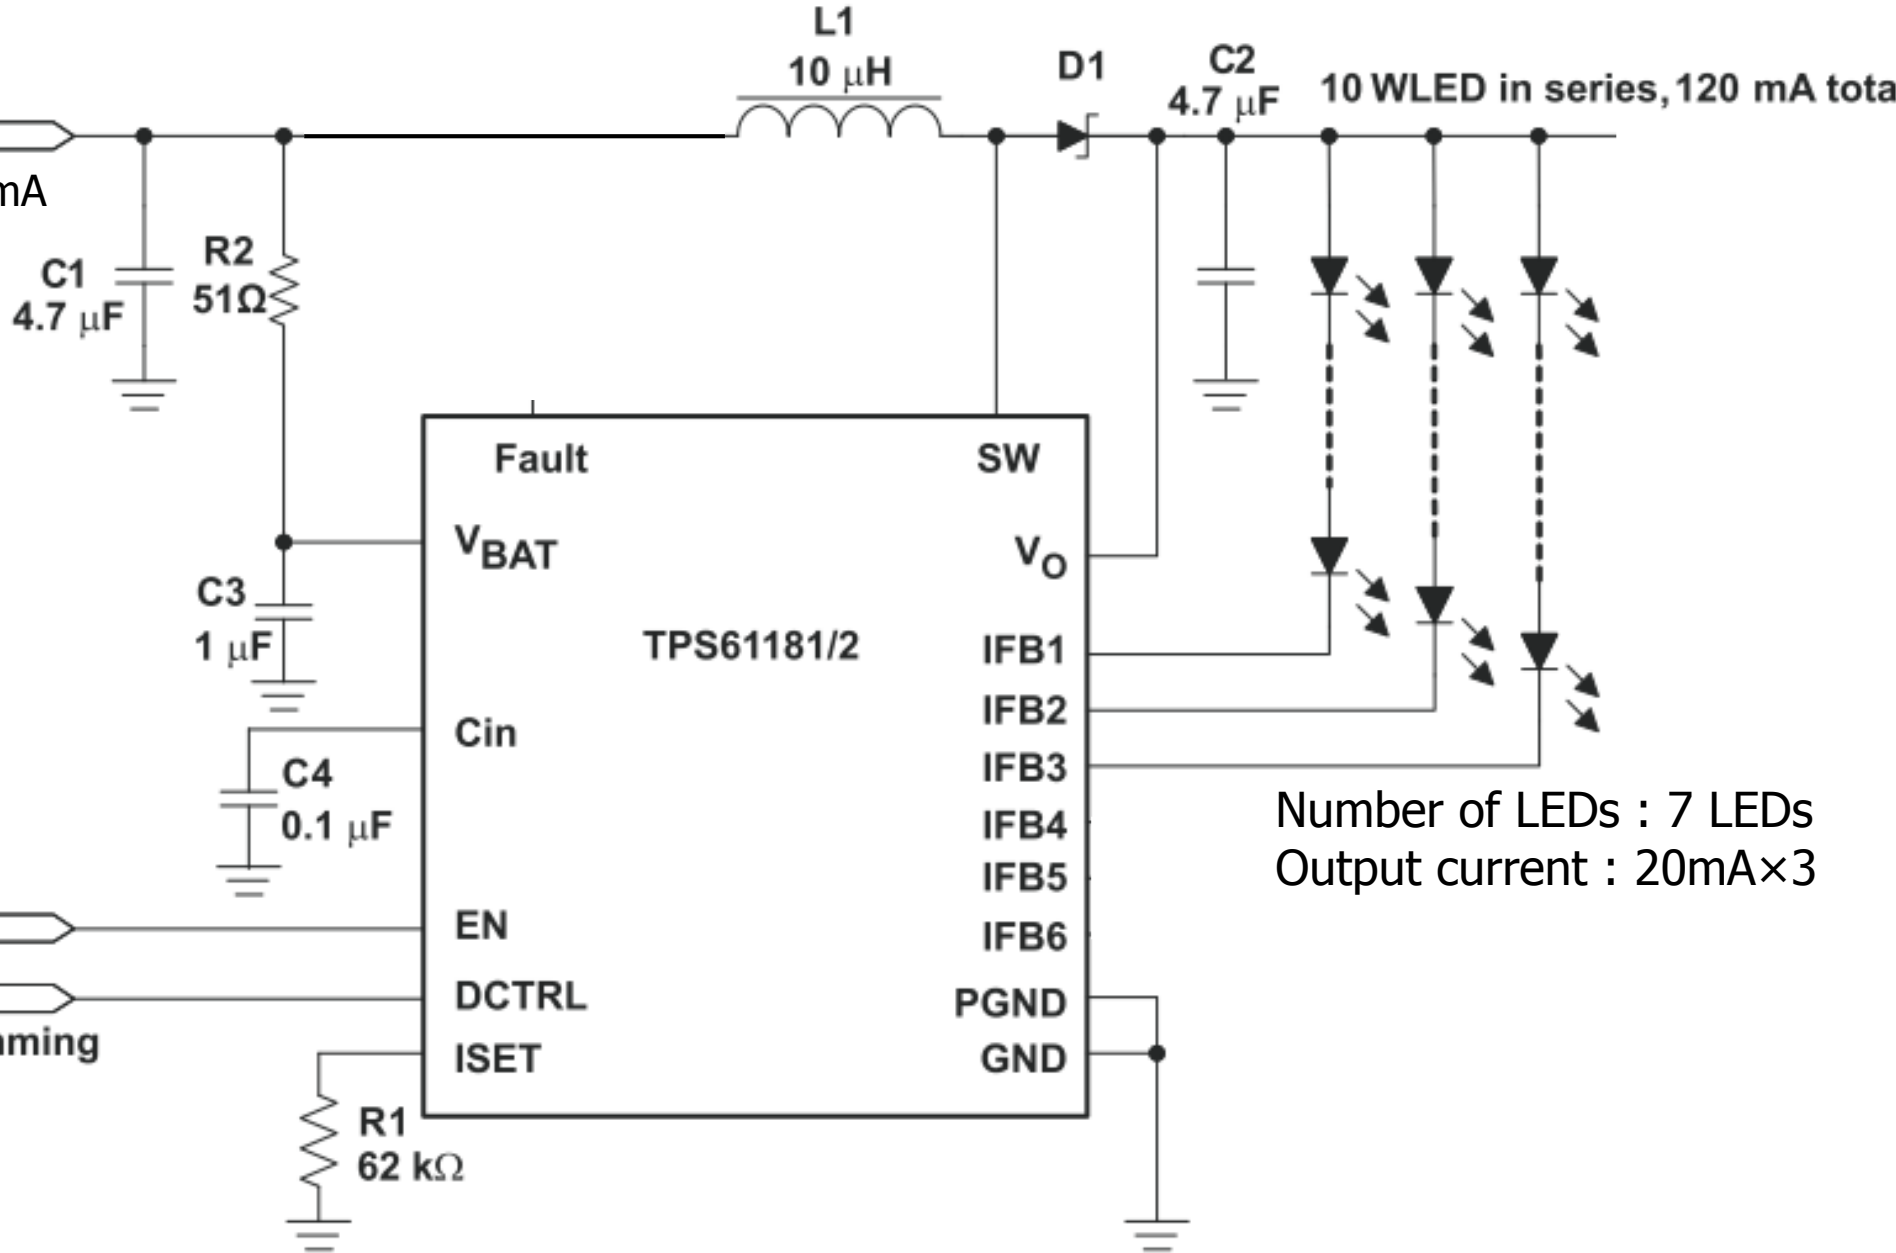 L1
10 μH
D1
C2
4.7 μF
10 WLED in series, 120 mA tota
mA
C1
4.7 μF
R2
51Ω
Fault
SW
VBAT
VO
C3
1 μF
TPS61181/2
IFB1
IFB2
IFB3
IFB4
IFB5
IFB6
Cin
C4
0.1 μF
Number of LEDs : 7 LEDs
Output current : 20mA×3
EN
DCTRL
ming
ISET
PGND
GND
R1
62 kΩ